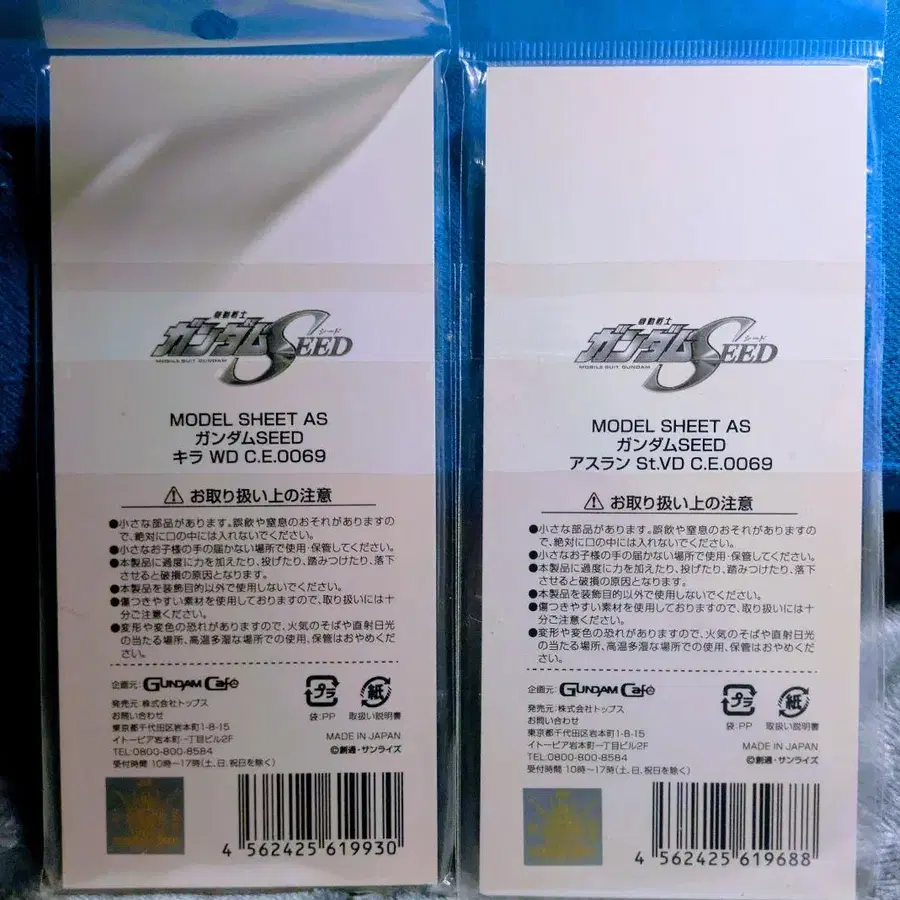 機動戦士
ガンダムSEED
シード
MOBILE SUIT GUNDAM
MODEL SHEET AS
ガンダムSEED
キラ WD C.E.0069
⚠お取り扱い上の注意
●小さな部品があります。誤飲や窒息のおそれがありますの
で、絶対に口の中には入れないでください。
●小さなお子様の手の届かない場所で使用・保管してください。
●本製品に過度に力を加えたり、投げたり、踏みつけたり、落下
させると破損の原因となります。
●本製品を装飾目的以外で使用しないでください。
●傷つきやすい素材を使用しておりますので、取り扱いには十
分ご注意ください。
●変形や変色の恐れがありますので、火気のそばや直射日光
の当たる場所、高温多湿な場所での使用、保管はおやめくだ
さい。
企画元:GUNDAM Café
発売元:株式会社トップス
お問い合わせ
東京都千代田区岩本町1-8-15
イトーピア岩本町一丁目ビル2F
TEL:0800-800-8584
受付時間 10時~17時(土、日、祝日を除く)
プラ
袋:PP
紙
取扱い説明書
MADE IN JAPAN
©創通・サンライズ
4 562425 619930
機動戦士
ガンダムSEED
シード
MOBILE SUIT GUNDAM
MODEL SHEET AS
ガンダムSEED
アスラン St.VD C.E.0069
⚠お取り扱い上の注意
●小さな部品があります。誤飲や窒息のおそれがありますの
で、絶対に口の中には入れないでください。
●小さなお子様の手の届かない場所で使用・保管してください。
●本製品に過度に力を加えたり、投げたり、踏みつけたり、落下
させると破損の原因となります。
●本製品を装飾目的以外で使用しないでください。
●傷つきやすい素材を使用しておりますので、取り扱いには十
分ご注意ください。
●変形や変色の恐れがありますので、火気のそばや直射日光
の当たる場所、高温多湿な場所での使用、保管はおやめくだ
さい。
企画元:GUNDAM Café
発売元:株式会社トップス
お問い合わせ
東京都千代田区岩本町1-8-15
イトーピア岩本町一丁目ビル2F
TEL:0800-800-8584
受付時間 10時~17時(土、日、祝日を除く)
プラ
袋:PP
紙
取扱い説明書
MADE IN JAPAN
©創通・サンライズ
4 562425 619688